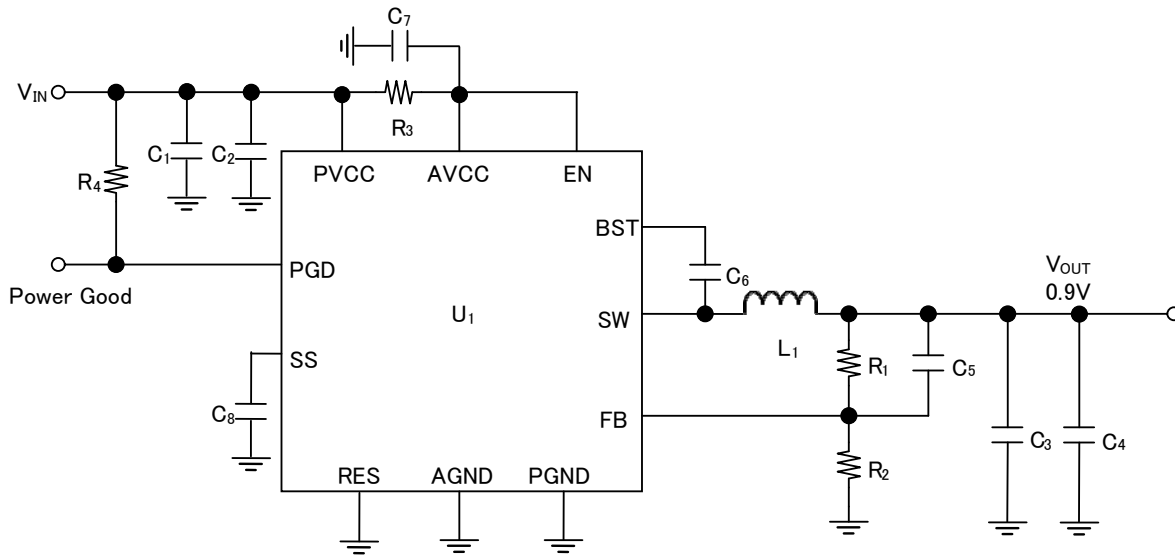 C7
VIN
R3
C1
C2
R4
PVCC
AVCC
EN
BST
PGD
C6
VOUT
0.9V
Power Good
U1
SW
L1
SS
R1
C5
C8
FB
C3
C4
R2
RES
AGND
PGND